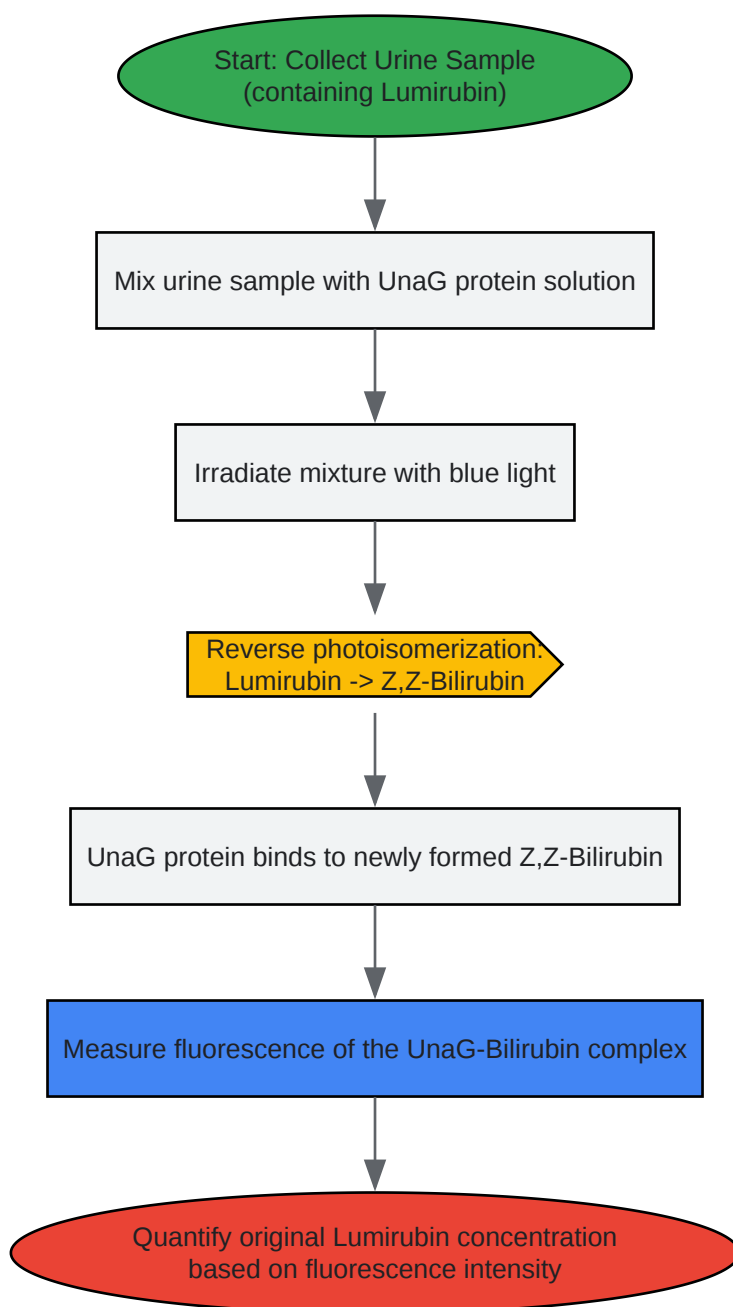 Start: Collect Urine Sample
(containing Lumirubin)
Mix urine sample with UnaG protein solution
Irradiate mixture with blue light
Reverse photoisomerization:
Lumirubin -> Z,Z-Bilirubin
UnaG protein binds to newly formed Z,Z-Bilirubin
Measure fluorescence of the UnaG-Bilirubin complex
Quantify original Lumirubin concentration
based on fluorescence intensity